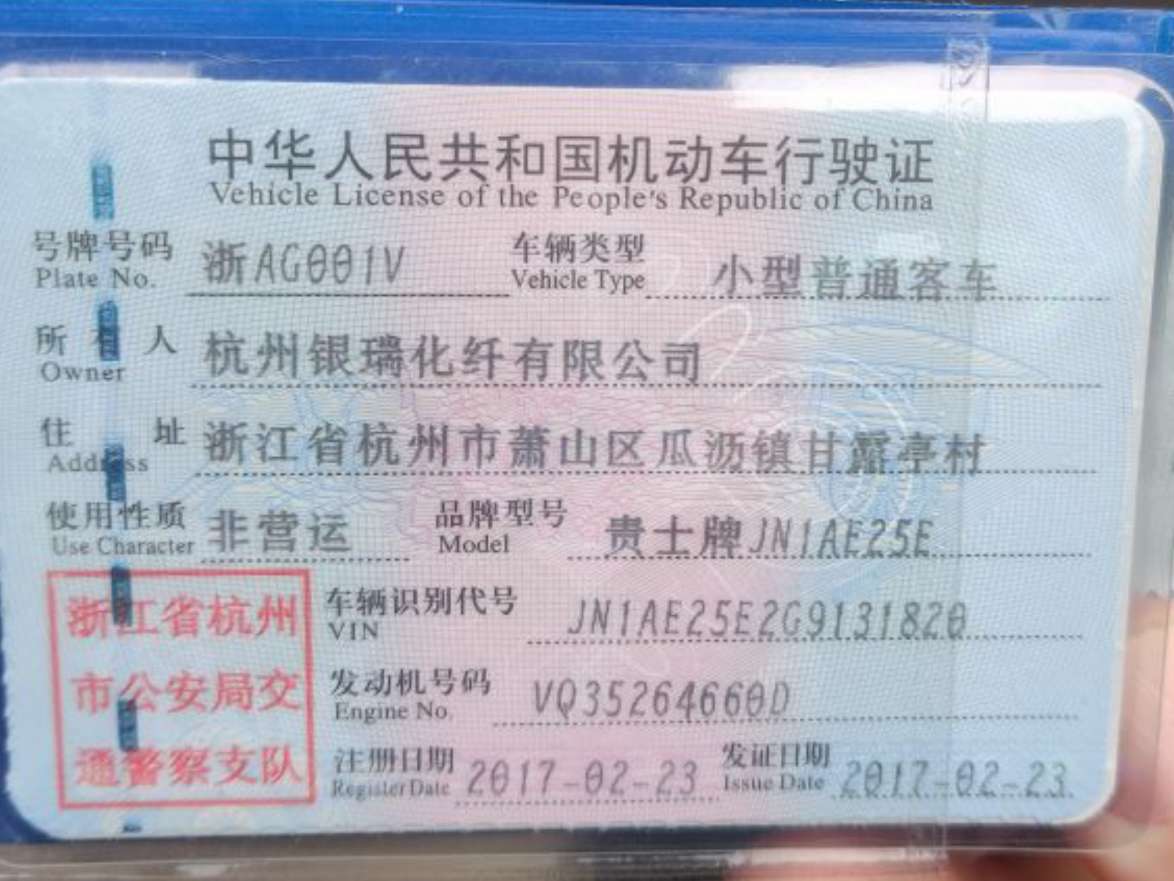 中华人民共和国机动车行驶证
Vehicle License of the People's Republic of China
号牌号码 浙AG001V 车辆类型 小型普通客车
Plate No. Vehicle Type
所 人 杭州银瑞化纤有限公司
Owner
住 址 浙江省杭州市萧山区瓜沥镇甘露亭村
Address
使用性质 非营运 品牌型号 贵士牌JN1AE25E
Use Character Model
浙江省杭州
市公安局交
通警察支队
车辆识别代号 JN1AE25E2G9131820
VIN
发动机号码 VQ35264660D
Engine No.
注册日期 2017-02-23 发证日期 2017-02-23
Register Date Issue Date